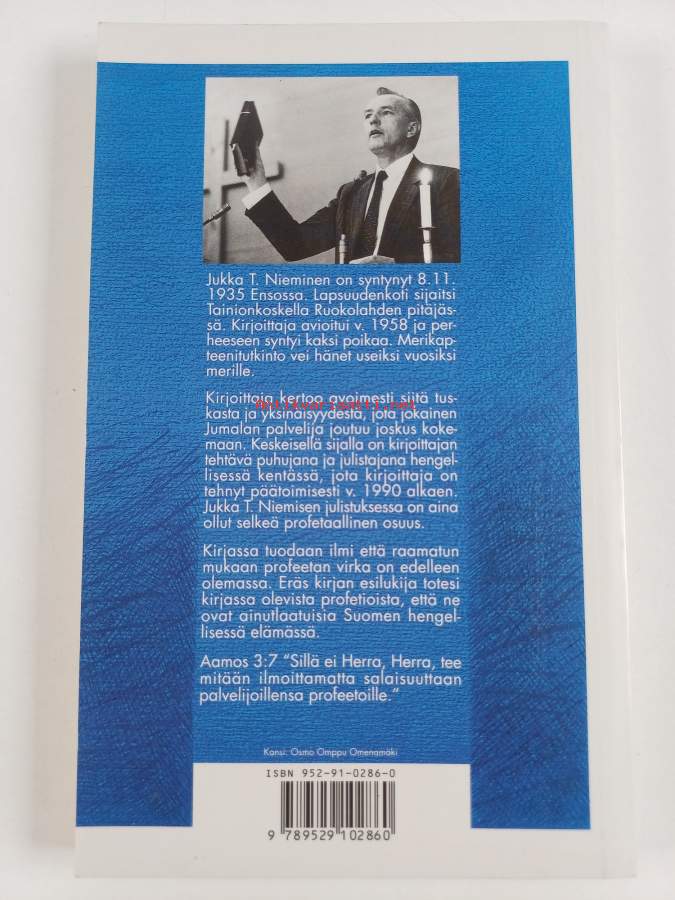 Jukka T. Nieminen on syntynyt 8.11.
1935 Ensossa. Lapsuudenkoti sijaitsi
Tainionkoskella Ruokolahden pitäjäs-
sä. Kirjoittaja avioitui v. 1958 ja per-
heeseen syntyi kaksi poikaa. Merikap-
teenitutkinto vei hänet useiksi vuosiksi
merille.
Kirjoittaja kertoo avoimesti siitä tus-
kasta ja yksinäisyydestä, jota jokainen
Antikvariaatti.net
Jumalan palvelija joutuu joskus koke-
maan. Keskeisellä sijalla on kirjoittajan
tehtävä puhujana ja julistajana hengel-
lisessä kentässä, jota kirjoittaja on
tehnyt päätoimisesti v. 1990 alkaen.
Jukka T. Niemisen julistuksessa on aina
ollut selkeä profetaallinen osuus.
Kirjassa tuodaan ilmi että raamatun
mukaan profeetan virka on edelleen
olemassa. Eräs kirjan esilukija totesi
kirjassa olevista profetioista, että ne
ovat ainutlaatuisia Suomen hengel-
lisessä elämässä.
Aamos 3:7 “Sillä ei Herra, Herra, tee
mitään ilmoittamatta salaisuuttaan
palvelijoillensa profeetoille.”
Kansi: Osmo Omppu Omenamäki
ISBN 952-91-0286-0
9 789529 102860